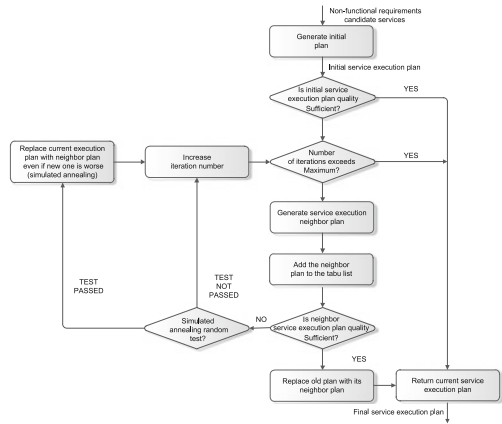 Non-functional requirements
candidate services
Generate initial
plan
Initial service execution plan
Is initial service
execution plan quality
Sufficient?
YES
Replace current execution
plan with neighbor plan
even if new one is worse
(simulated annealing)
Increase
iteration number
Number
of iterations exceeds
Maximum?
YES
Generate service execution
neighbor plan
Add the neighbor
plan to the tabu list
TEST
PASSED
TEST
NOT
PASSED
Simulated
annealing random
test?
NO
Is neighbor
service execution plan quality
Sufficient?
YES
Replace old plan with its
neighbor plan
Return current service
execution plan
Final service execution plan